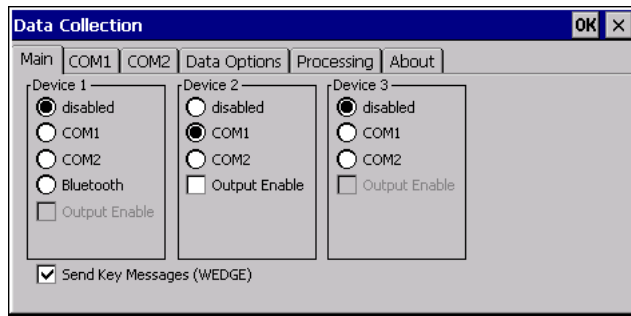 Data Collection OK ×
Main COM1 COM2 Data Options Processing About
Device 1 Device 2 Device 3
disabled disabled disabled
COM1 COM1 COM1
COM2 COM2 COM2
Bluetooth Output Enable Output Enable
Output Enable
Send Key Messages (WEDGE)